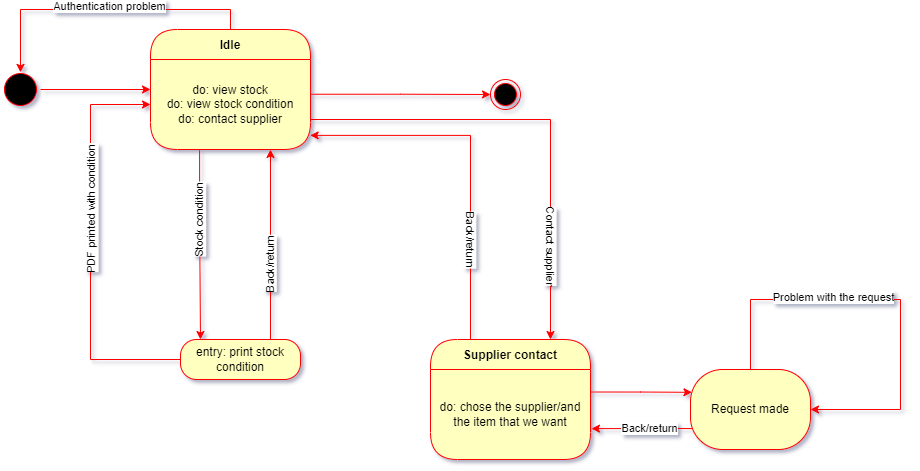 Authentication problem
Idle
do: view stock
do: view stock condition
do: contact supplier
PDF printed with condition
Stock condition
Back/return
Back/return
Contact supplier
entry: print stock
condition
Supplier contact
do: chose the supplier/and
the item that we want
Problem with the request
Request made
Back/return